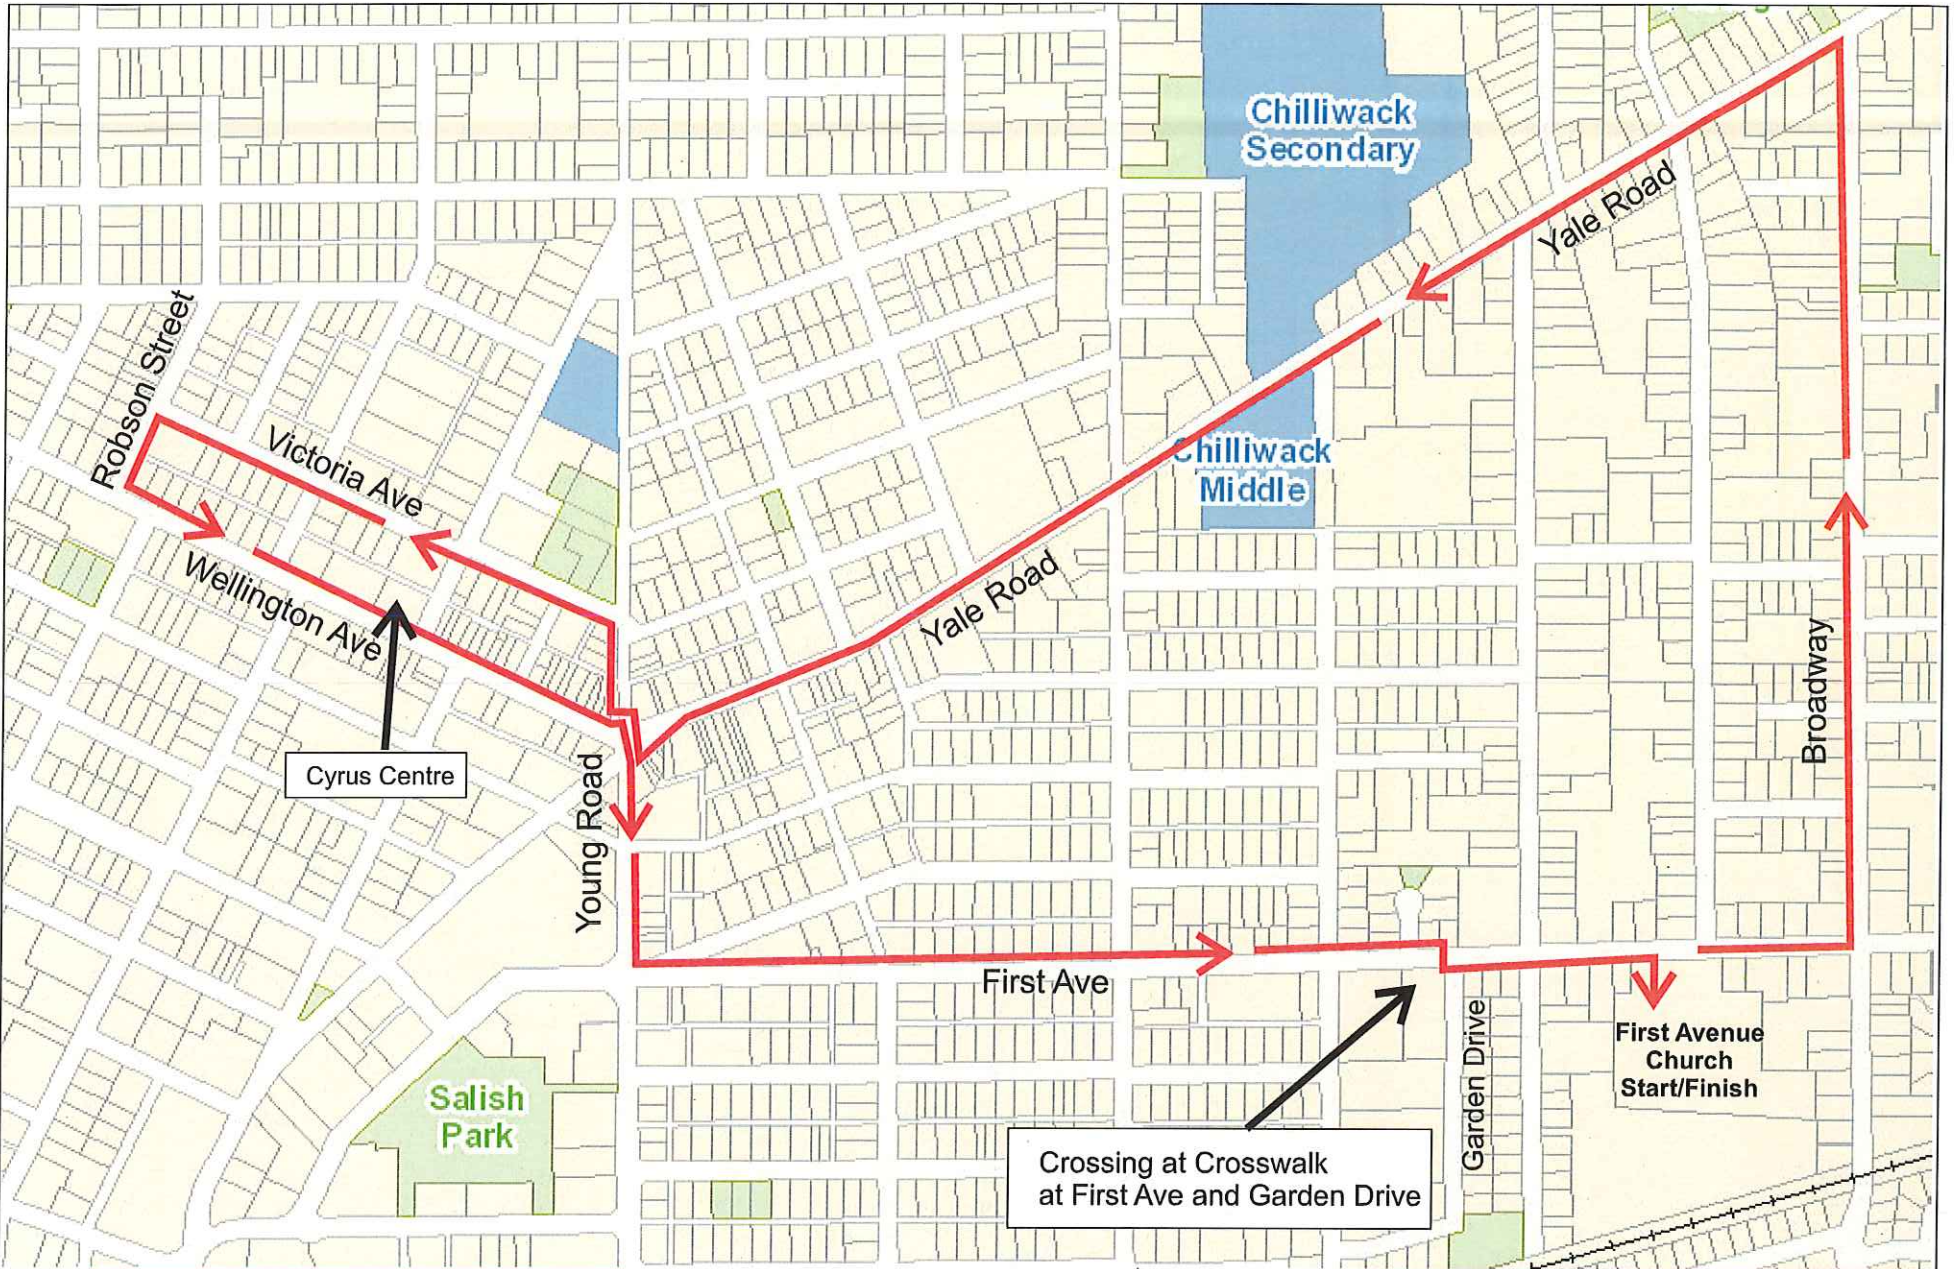 Chilliwack
Secondary
Yale Road
Robson Street
Victoria Ave
Chilliwack
Middle
Wellington Ave
Yale Road
Broadway
Cyrus Centre
Young Road
First Ave
Garden Drive
First Avenue
Church
Start/Finish
Salish
Park
Crossing at Crosswalk
at First Ave and Garden Drive